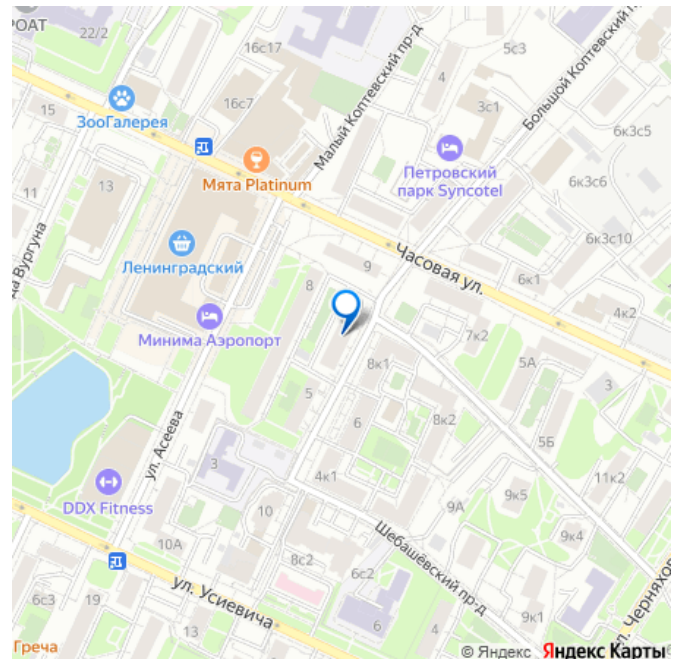 РОАТ
22/2
16с17
5с3
Большой Коптевский п
Малый Коптевский пр-д
4
3с1
6к3с5
15
ЗооГалерея
16с7
Мята Platinum
Петровский
парк Syncotel
6к3с6
11
13
6к3с10
Ленинградский
Часовая ул.
9
8
6к1
4к2
да Вургуна
Минима Аэропорт
7к2
8к1
5А
3
ул. Асеева
5
6
8к2
5Б
3
4к1
11к2
DDX Fitness
10
9А
9к5
10А
8с2
Шебашёвский пр-д
9к4
6с2
ул. Усиевича
6с3
19
13
6
4
9к1
ул. Черняхо
Греча
© Яндекс Яндекс Карты